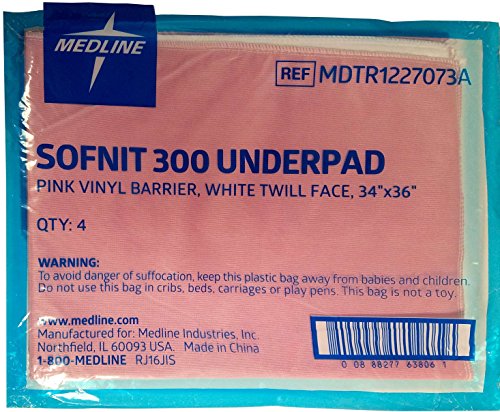 MEDLINE
REF MDTR1227073A
SOFNIT 300 UNDERPAD
PINK VINYL BARRIER, WHITE TWILL FACE, 34"x36"
QTY: 4
WARNING:
To avoid danger of suffocation, keep this plastic bag away from babies and children.
Do not use this bag in cribs, beds, carriages or play pens. This bag is not a toy.
www.medline.com
Manufactured for: Medline Industries, Inc.
Northfield, IL 60093 USA. Made in China
1-800-MEDLINE RJ16JIS
0 08 88277 63806 1